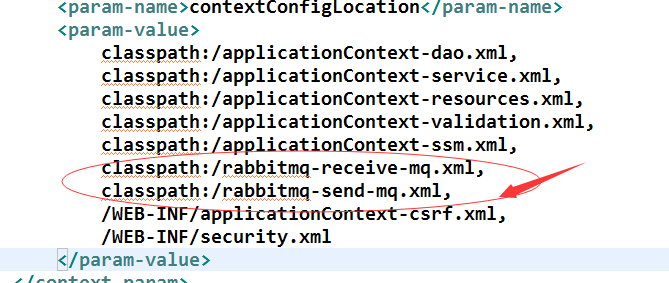 <param-name>contextConfigLocation</param-name>
<param-value>
classpath:/applicationContext-dao.xml,
classpath:/applicationContext-service.xml,
classpath:/applicationContext-resources.xml,
classpath:/applicationContext-validation.xml,
classpath:/applicationContext-ssm.xml,
classpath:/rabbitmq-receive-mq.xml,
classpath:/rabbitmq-send-mq.xml,
/WEB-INF/applicationContext-csrf.xml,
/WEB-INF/security.xml
</param-value>
</context-param>